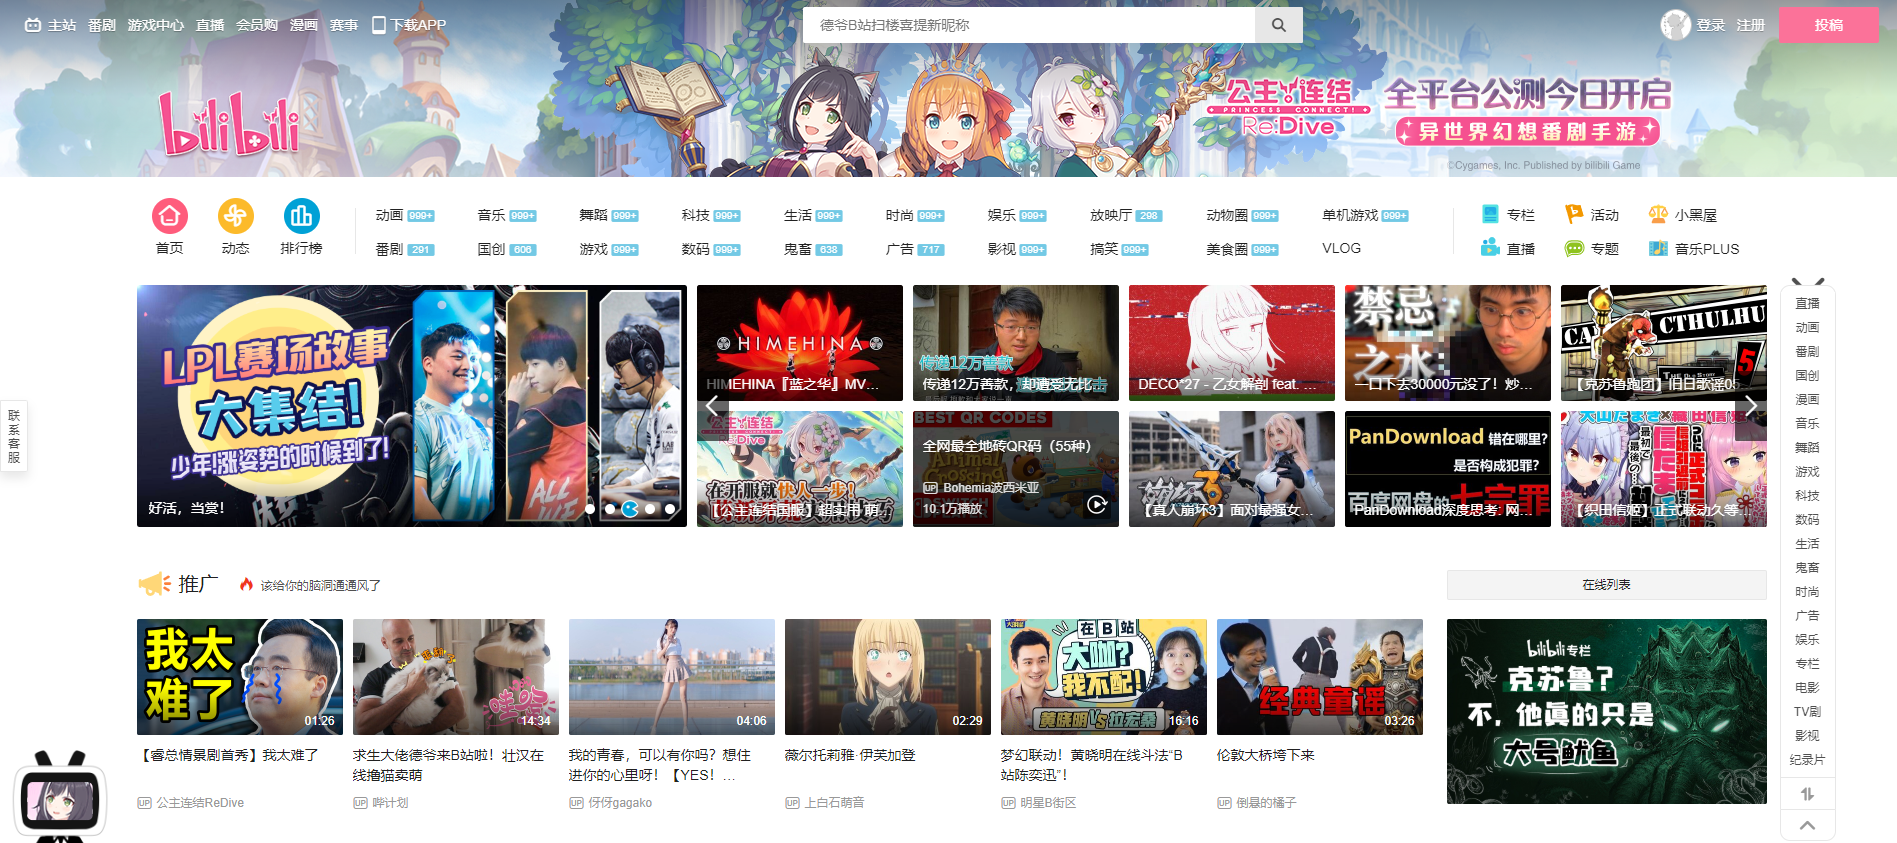 主站 番剧 游戏中心 直播 会员购 漫画 赛事 下载APP
德爷B站扫楼喜提新昵称
登录 注册 投稿
bilibili
公主连结
PRINCESS CONNECT!
Re:Dive
全平台公测今日开启
异世界幻想番剧手游
©Cygames, Inc. Published by bilibili Game
首页 动态 排行榜
动画 999+ 音乐 999+ 舞蹈 999+ 科技 999+ 生活 999+ 时尚 999+ 娱乐 999+ 放映厅 298 动物圈 999+ 单机游戏 999+
番剧 291 国创 606 游戏 999+ 数码 999+ 鬼畜 638 广告 717 影视 999+ 搞笑 999+ 美食圈 999+ VLOG
专栏 活动 小黑屋
直播 专题 音乐PLUS
LPL赛场故事
大集结!
少年!涨姿势的时候到了!
好活，当赏!
HIMEHINA
HIMEHINA『蓝之华』MV...
传递12万善款
传递12万善款，却遭受无比...
DECO*27 - 乙女解剖 feat. ...
禁忌
之水
一口下去30000元没了！炒...
CTHULHU
THE OLD STORY
5
【克苏鲁跑团】旧日歌谣05
公主连结
Re:Dive
在开服就快人一步!
【公主连结国服】超实用 萌...
BEST QR CODES
全网最全地砖QR码（55种）
UP Bohemia波西米亚
10.1万播放
崩坏3
【真人崩坏3】面对最强女...
PanDownload 错在哪里?
是否构成犯罪?
百度网盘的七宗罪
PanDownload深度思考: 网...
【织田信姬】正式联动久等...
联系客服
推广
该给你的脑洞通通风了
在线列表
我太
难了
01:26
【睿总情景剧首秀】我太难了
UP 公主连结ReDive
哇哈
14:34
求生大佬德爷来B站啦！壮汉在
线撸猫卖萌
UP 哔计划
04:06
我的青春，可以有你吗？想住
进你的心里呀！【YES！...
UP 伢伢gagako
02:29
薇尔托莉雅·伊芙加登
UP 上白石萌音
在B站
大咖?
我不配!
黄晓明VS拉宏桑
16:16
梦幻联动！黄晓明在线斗法“B
站陈奕迅”！
UP 明星B街区
经典童谣
03:26
伦敦大桥垮下来
UP 倒悬的橘子
bilibili专栏
克苏鲁?
不，他真的只是
大号鱿鱼
直播
动画
番剧
国创
漫画
音乐
舞蹈
游戏
科技
数码
生活
鬼畜
时尚
广告
娱乐
专栏
电影
TV剧
影视
纪录片